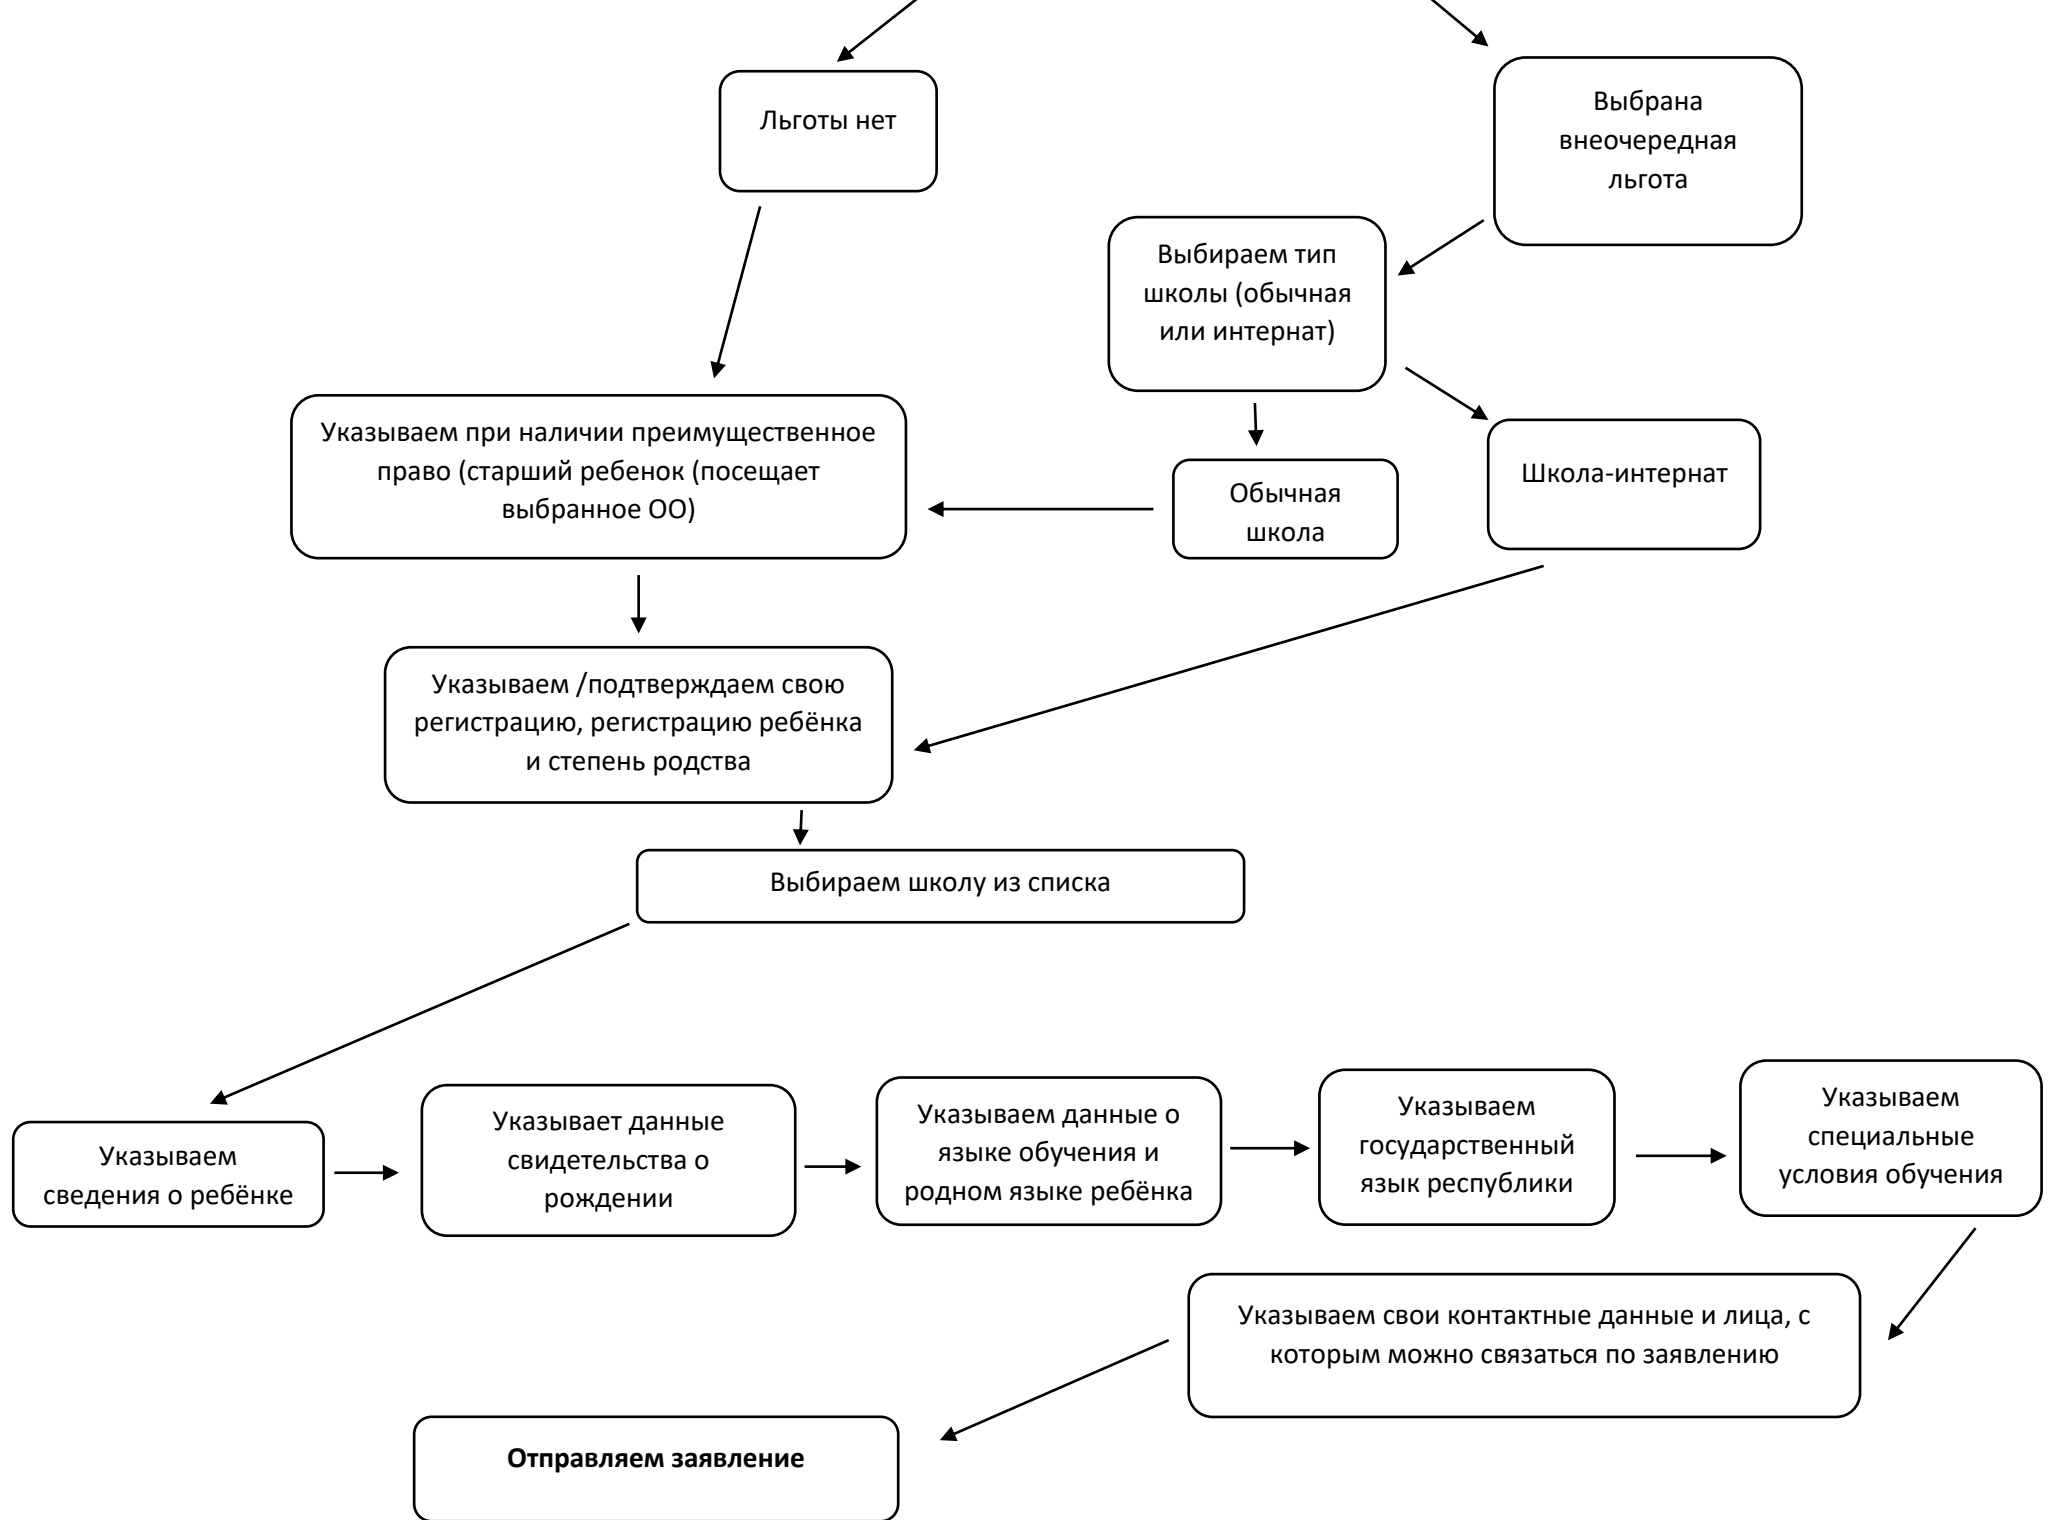 Льготы нет
Выбрана
внеочередная
льгота
Выбираем тип
школы (обычная
или интернат)
Указываем при наличии преимущественное
право (старший ребенок (посещает
выбранное ОО)
Обычная
школа
Школа-интернат
Указываем /подтверждаем свою
регистрацию, регистрацию ребёнка
и степень родства
Выбираем школу из списка
Указываем
сведения о ребёнке
Указывает данные
свидетельства о
рождении
Указываем данные о
языке обучения и
родном языке ребёнка
Указываем
государственный
язык республики
Указываем
специальные
условия обучения
Указываем свои контактные данные и лица, с
которым можно связаться по заявлению
Отправляем заявление